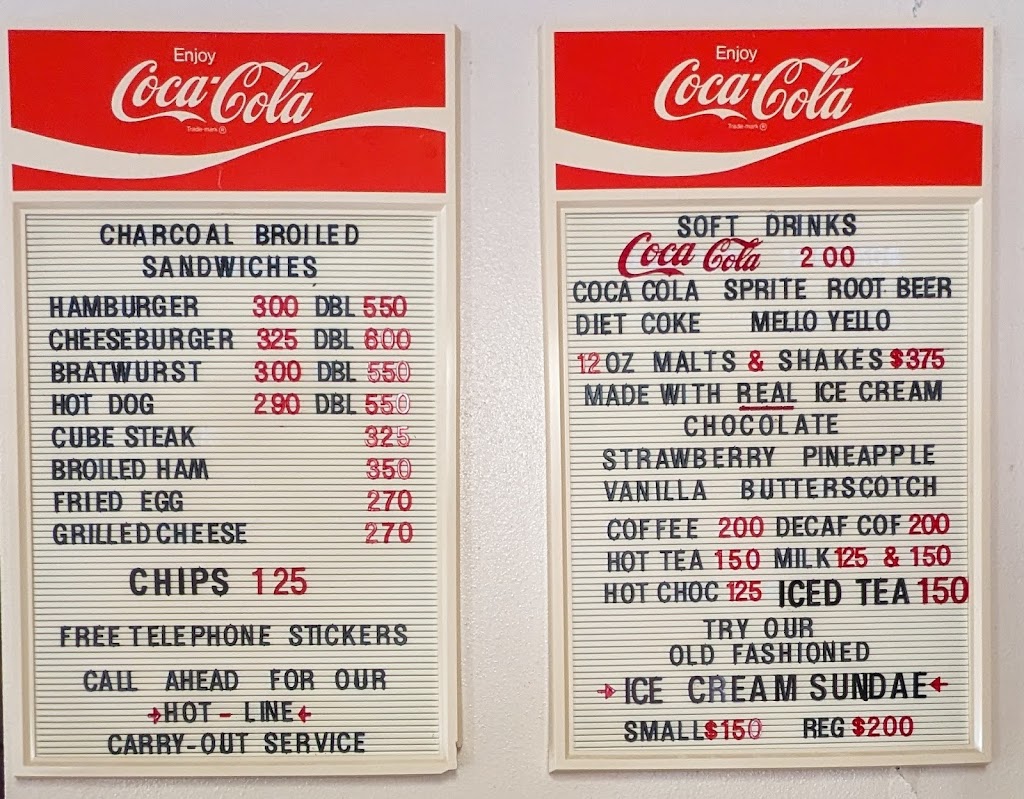 Enjoy
Coca-Cola
Trade-mark ®
CHARCOAL BROILED
SANDWICHES
HAMBURGER 300 DBL 550
CHEESEBURGER 325 DBL 600
BRATWURST 300 DBL 550
HOT DOG 290 DBL 550
CUBE STEAK 325
BROILED HAM 350
FRIED EGG 270
GRILLED CHEESE 270
CHIPS 125
FREE TELEPHONE STICKERS
CALL AHEAD FOR OUR
HOT - LINE
CARRY-OUT SERVICE
Enjoy
Coca-Cola
Trade-mark ®
SOFT DRINKS
Coca Cola 200
COCA COLA SPRITE ROOT BEER
DIET COKE MELLO YELLO
12 OZ MALTS & SHAKES $375
MADE WITH REAL ICE CREAM
CHOCOLATE
STRAWBERRY PINEAPPLE
VANILLA BUTTERSCOTCH
COFFEE 200 DECAF COF 200
HOT TEA 150 MILK 125 & 150
HOT CHOC 125 ICED TEA 150
TRY OUR
OLD FASHIONED
ICE CREAM SUNDAE
SMALL $150 REG $200